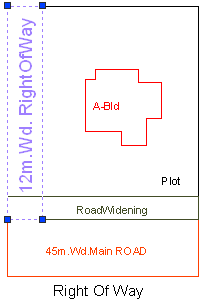 12m.Wd. RightOfWay
A-Bld
Plot
RoadWidening
45m.Wd.Main ROAD
Right Of Way